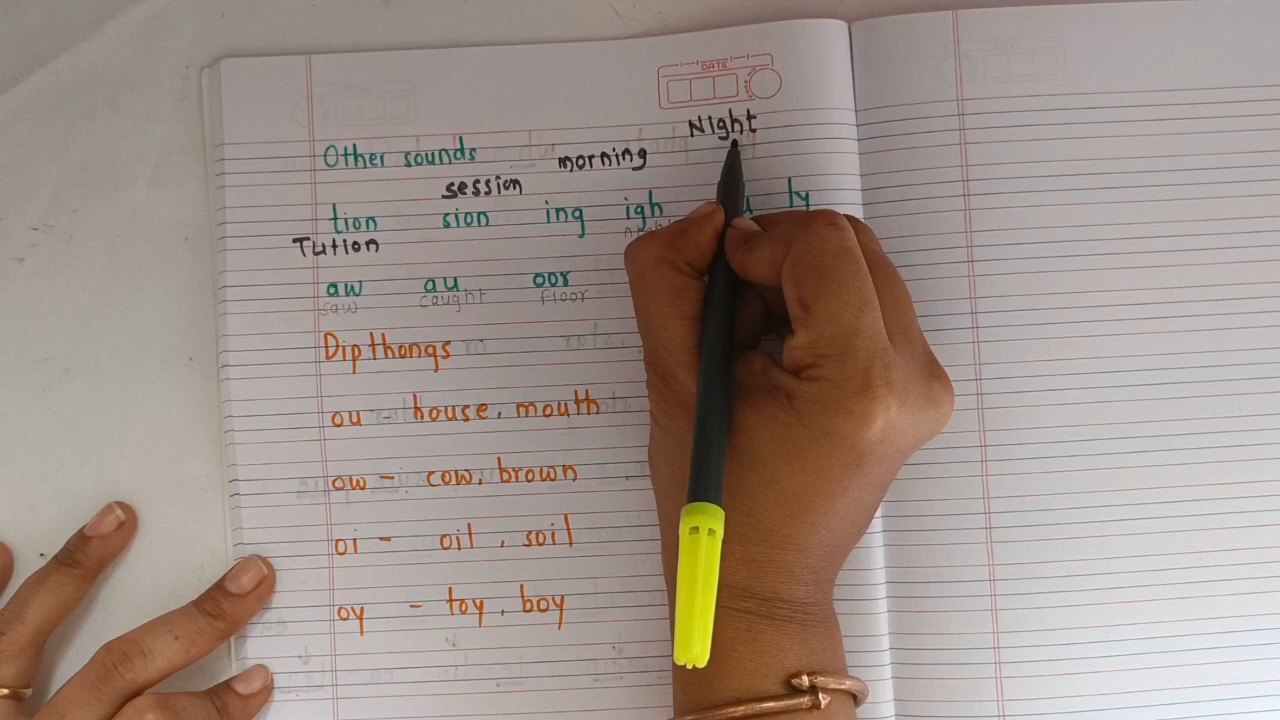 DATE
Night
Other sounds
morning
session
tion sion ing igh ly
Tution
aw au oor
saw caught floor
Dipthongs
ou - house, mouth
ow - cow, brown
oi - oil, soil
oy - toy, boy